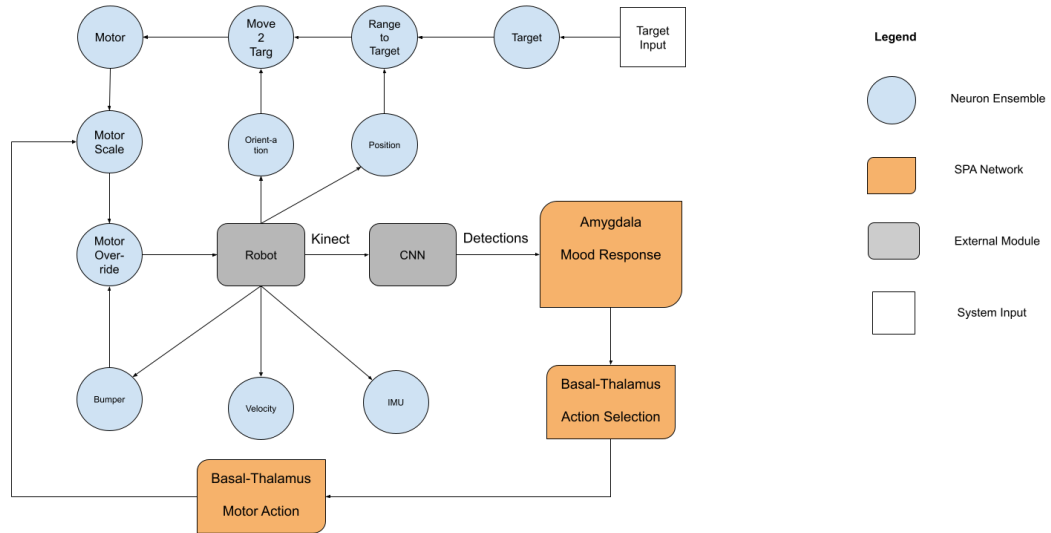 Motor
Move
2
Targ
Range
to
Target
Target
Target
Input
Motor
Scale
Orient-a
tion
Position
Motor
Over-
ride
Robot
Kinect
CNN
Detections
Amygdala
Mood Response
Bumper
Velocity
IMU
Basal-Thalamus
Action Selection
Basal-Thalamus
Motor Action
Legend
Neuron Ensemble
SPA Network
External Module
System Input